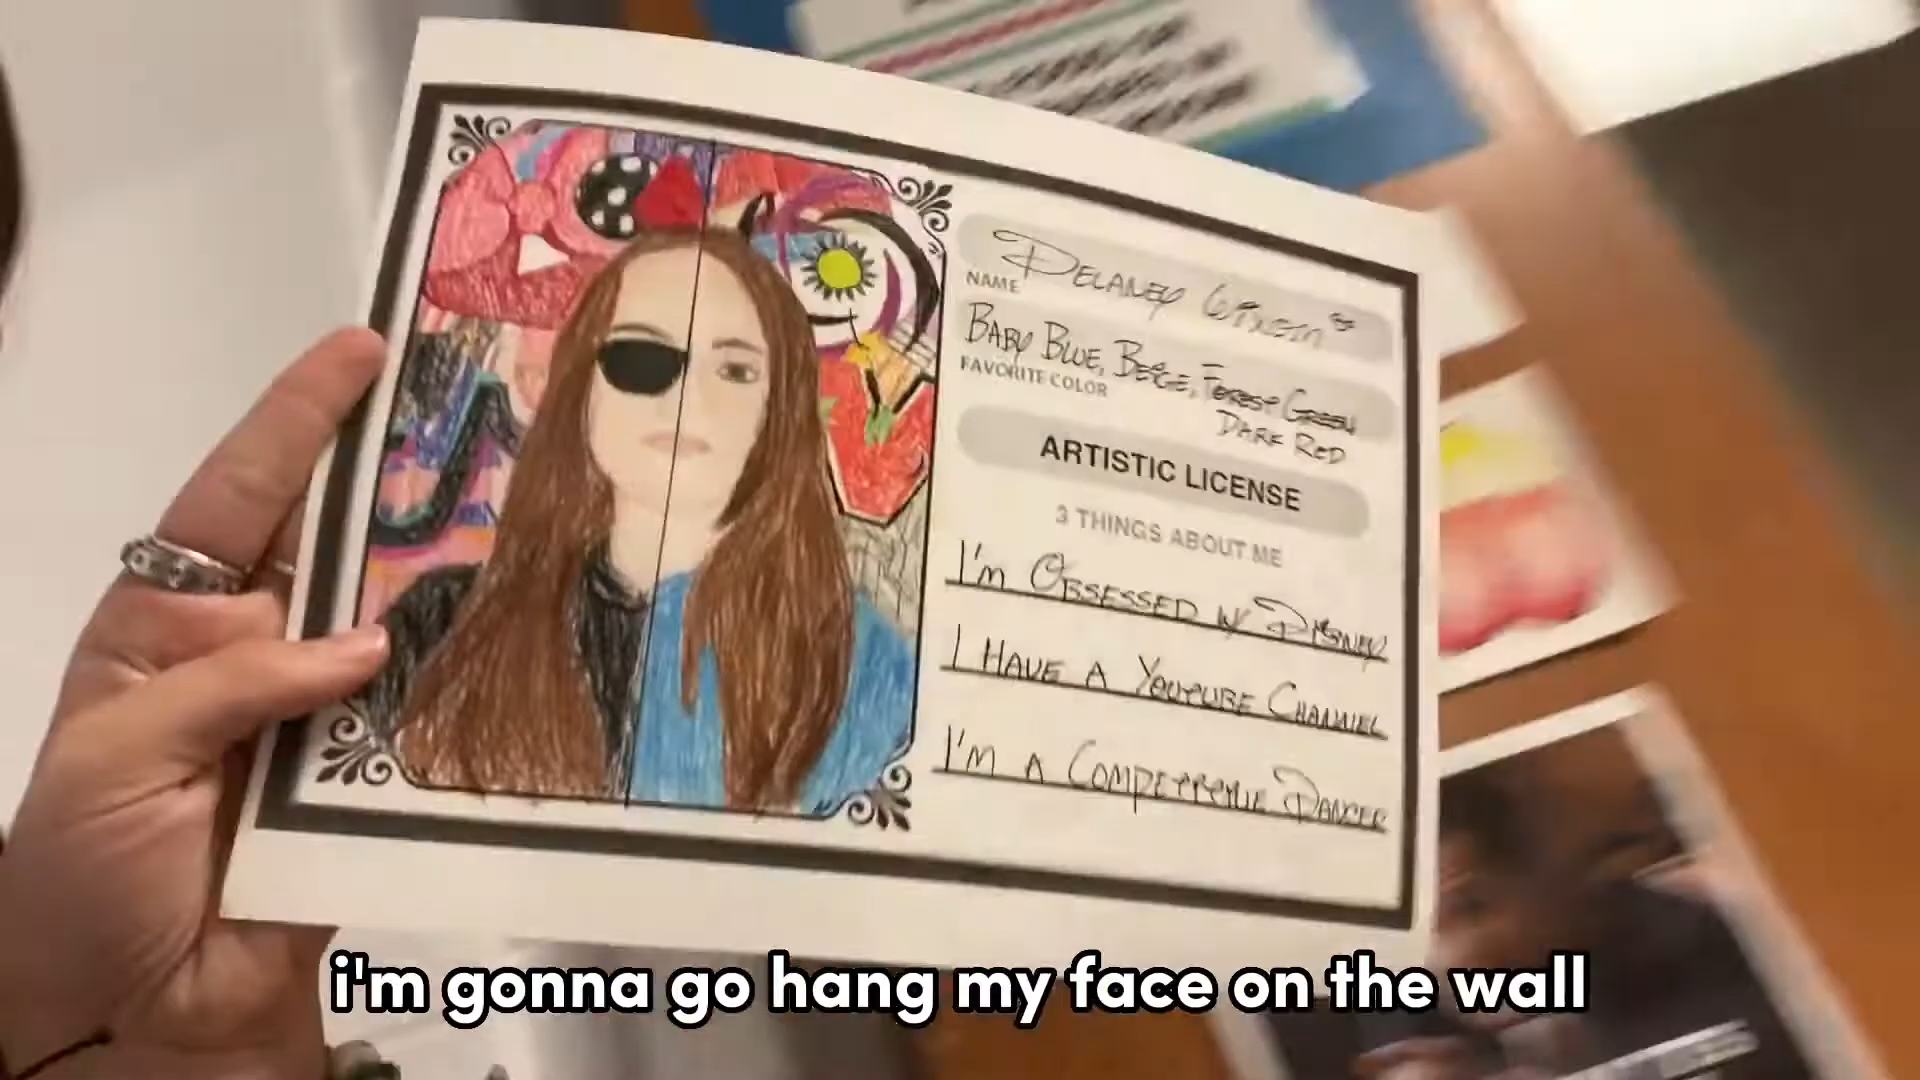 Delaney
NAME
Baby Blue, Beige, Forest Green
Dark Red
FAVORITE COLOR
ARTISTIC LICENSE
3 THINGS ABOUT ME
I'm Obsessed w/ Disney
I Have a Youtube Channel
I'm a Competitive Dancer
i'm gonna go hang my face on the wall